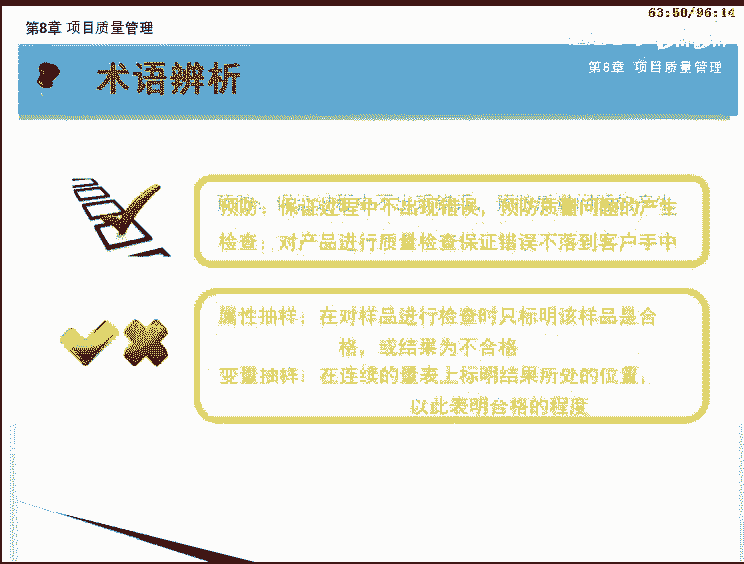 63:50/96:14
第8章 项目质量管理
术语辨析
第8章 项目质量管理
预防：保证过程中不出现错误，预防质量问题的产生
检查：对产品进行质量检查保证错误不落到客户手中
属性抽样：在对样品进行检查时只标明该样品是合
格，或结果为不合格
变量抽样：在连续的量表上标明结果所处的位置，
以此表明合格的程度